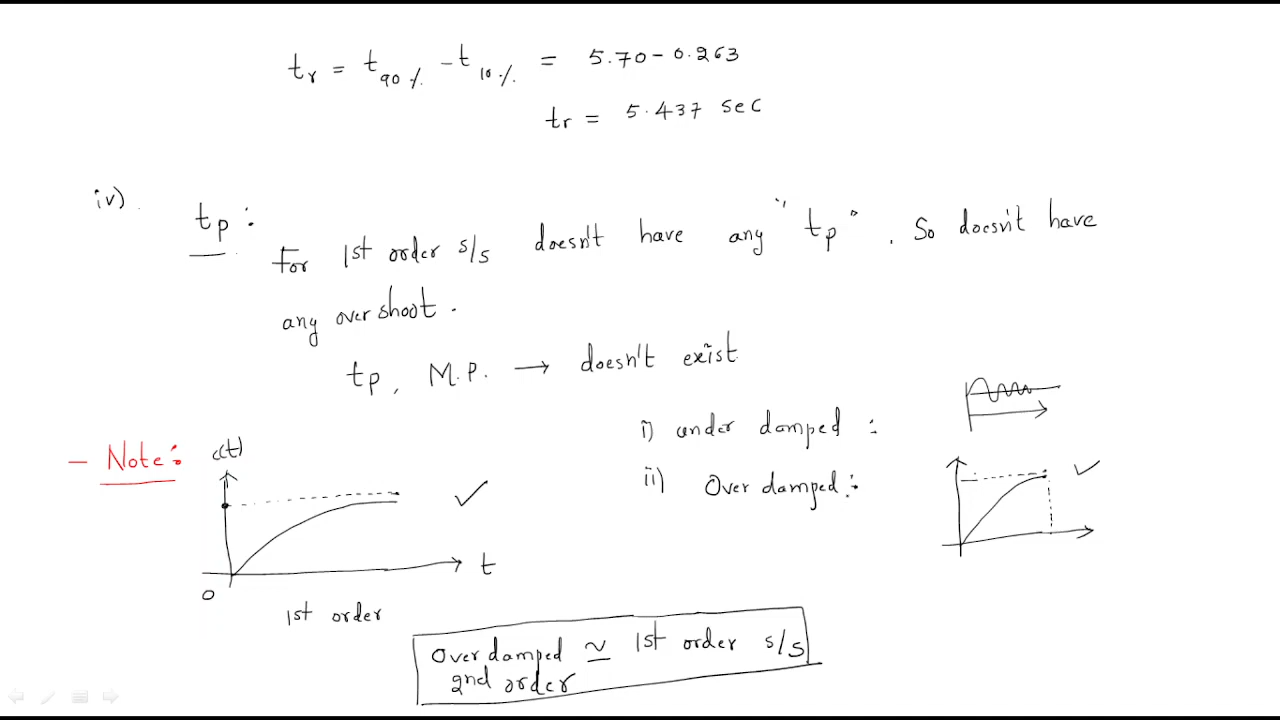 tr = t90% - t10% = 5.70 - 0.263
tr = 5.437 sec
iv).
tp :
For 1st order s/s doesn't have any "tp". So doesn't have
any overshoot.
tp, M.P. → doesn't exist
- Note:
c(t)
t
0
1st order
i) under damped :
ii) Over damped :
Over damped ≃ 1st order s/s
2nd order